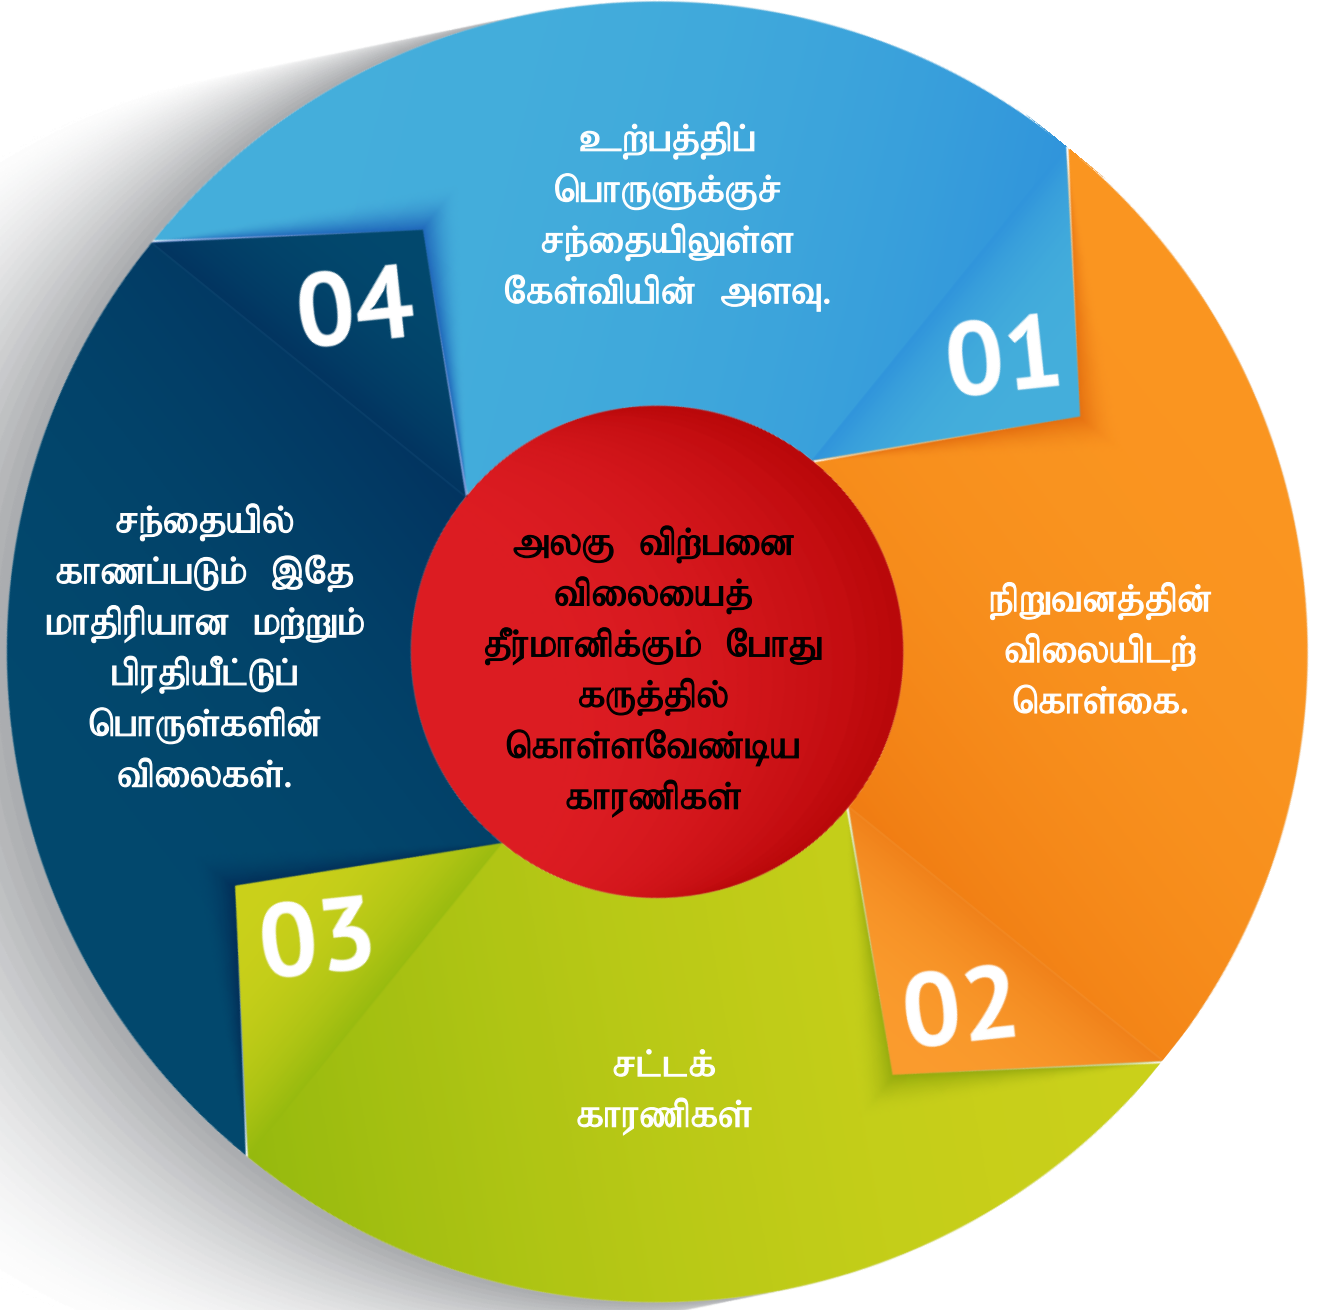 உற்பத்திப்
பொருளுக்குச்
சந்தையிலுள்ள
கேள்வியின் அளவு.
01
நிறுவனத்தின்
விலையிடற்
கொள்கை.
02
சட்டக்
காரணிகள்
03
சந்தையில்
காணப்படும் இதே
மாதிரியான மற்றும்
பிரதியீட்டுப்
பொருள்களின்
விலைகள்.
04
அலகு விற்பனை
விலையைத்
தீர்மானிக்கும் போது
கருத்தில்
கொள்ளவேண்டிய
காரணிகள்